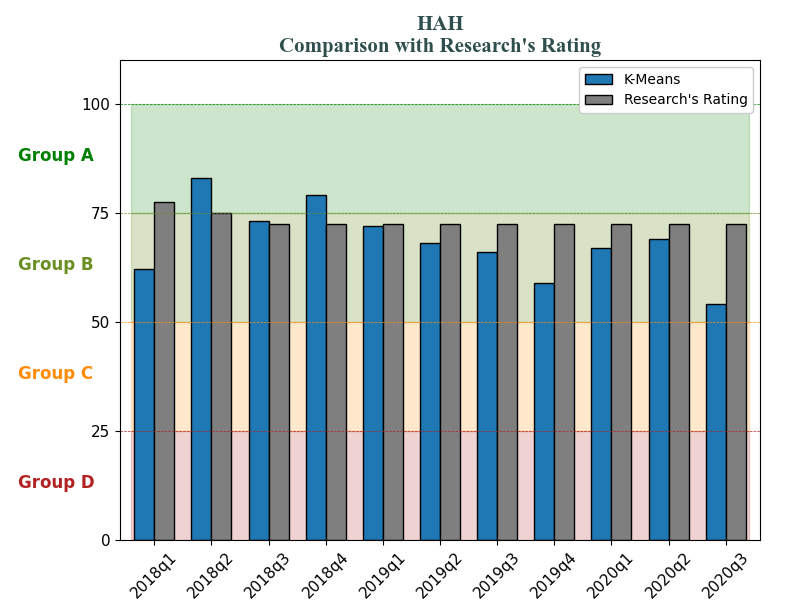 HAH
Comparison with Research's Rating
K-Means
Research's Rating
100
75
50
25
0
Group A
Group B
Group C
Group D
2018q1
2018q2
2018q3
2018q4
2019q1
2019q2
2019q3
2019q4
2020q1
2020q2
2020q3